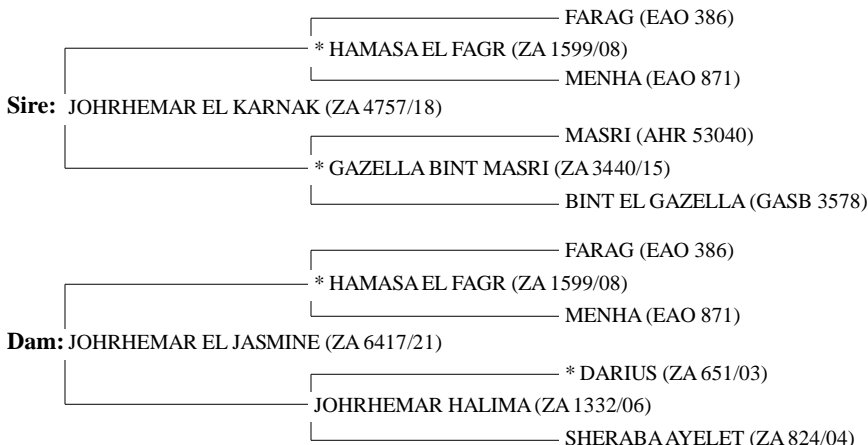 FARAG (EAO 386)
* HAMASA EL FAGR (ZA 1599/08)
MENHA (EAO 871)
Sire: JOHRHEMAR EL KARNAK (ZA 4757/18)
MASRI (AHR 53040)
* GAZELLA BINT MASRI (ZA 3440/15)
BINT EL GAZELLA (GASB 3578)
FARAG (EAO 386)
* HAMASA EL FAGR (ZA 1599/08)
MENHA (EAO 871)
Dam: JOHRHEMAR EL JASMINE (ZA 6417/21)
* DARIUS (ZA 651/03)
JOHRHEMAR HALIMA (ZA 1332/06)
SHERABA AYELET (ZA 824/04)